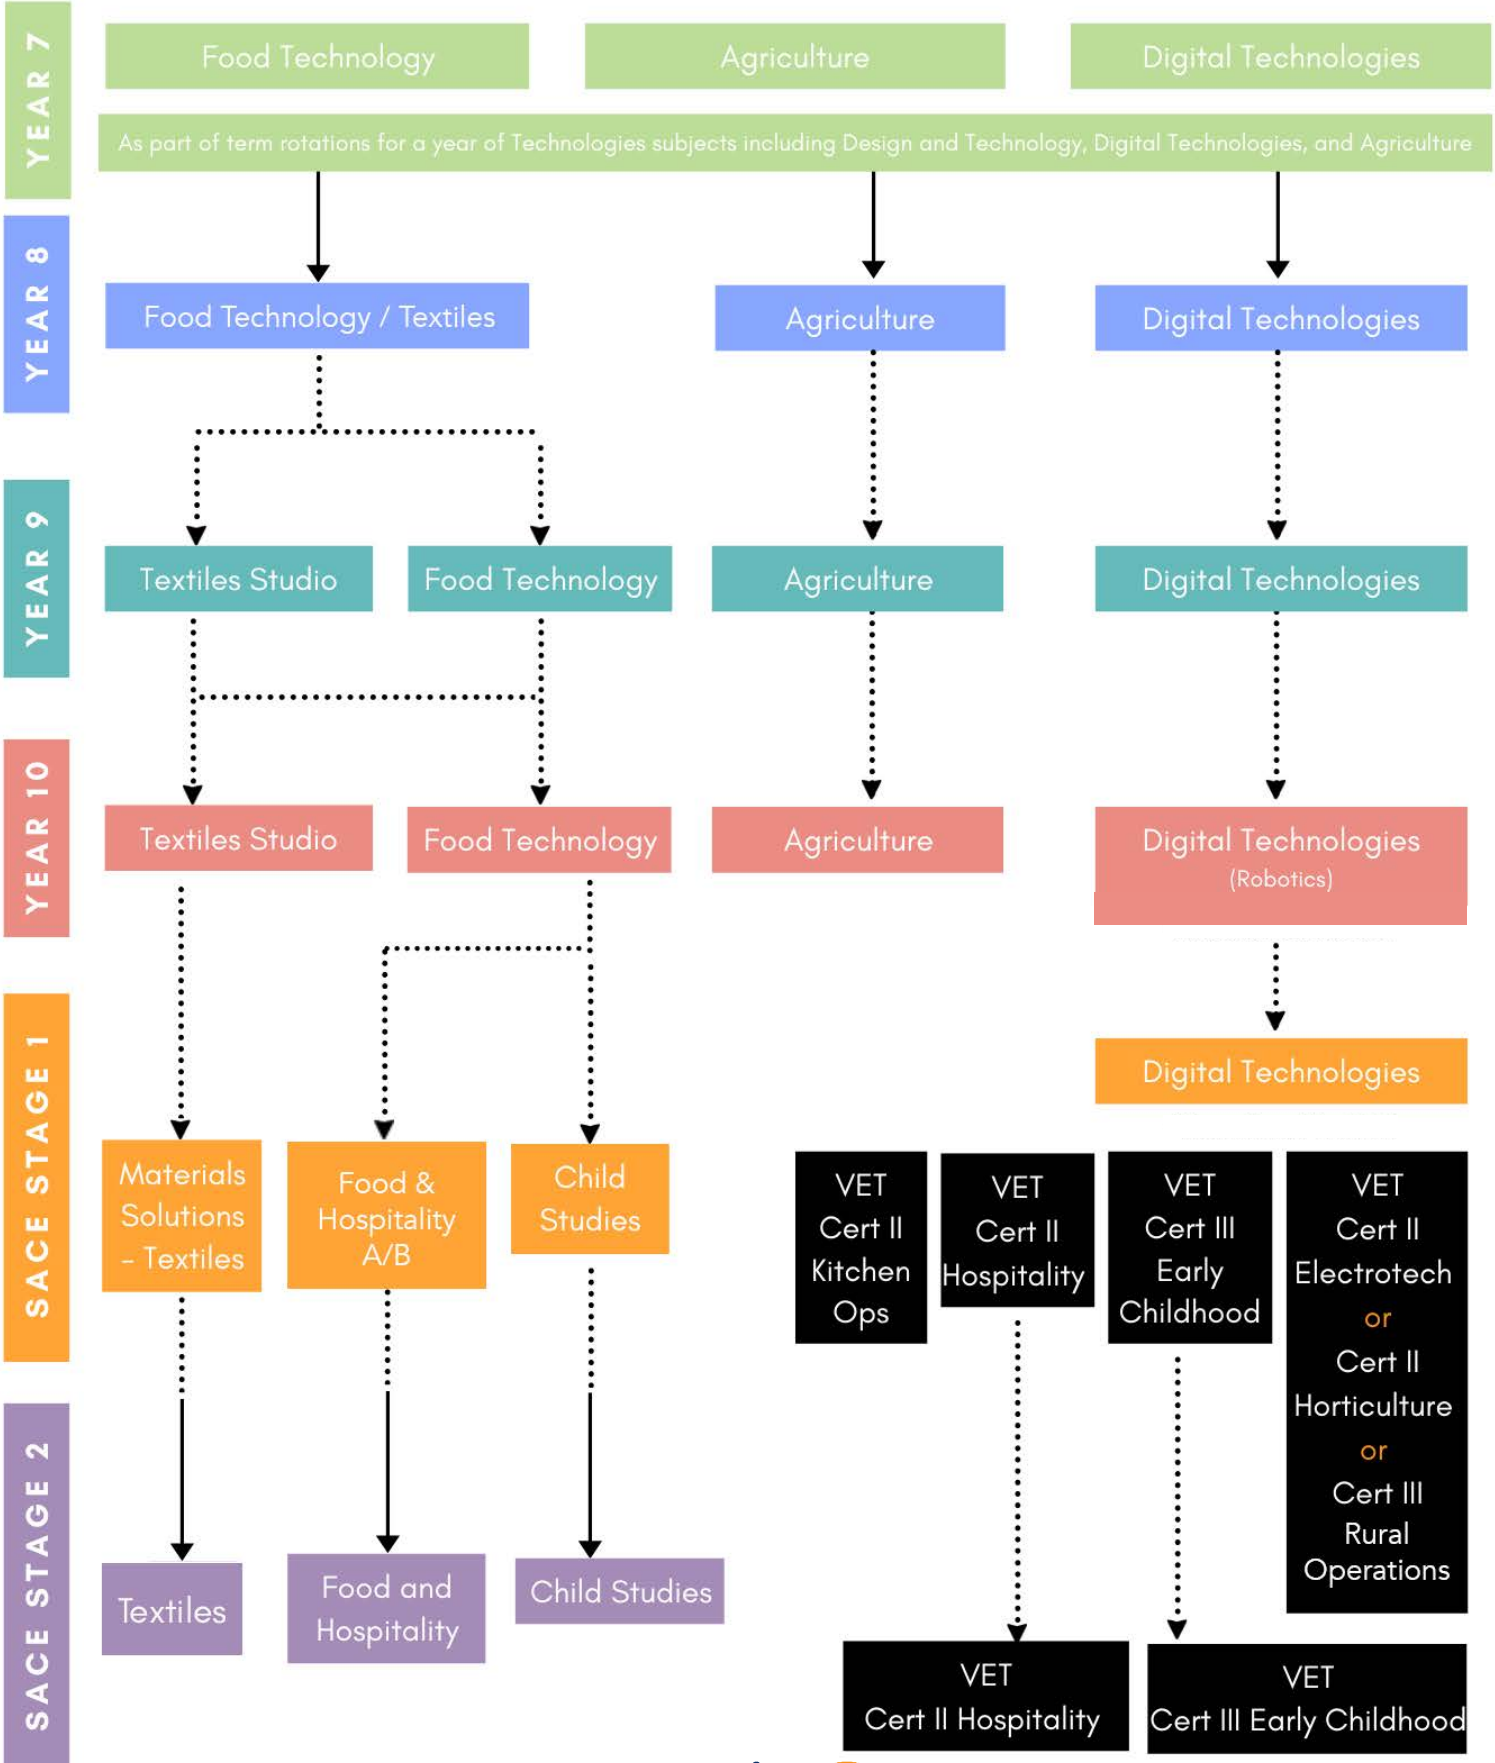 YEAR 7
Food Technology
Agriculture
Digital Technologies
As part of term rotations for a year of Technologies subjects including Design and Technology, Digital Technologies, and Agriculture
YEAR 8
Food Technology / Textiles
Agriculture
Digital Technologies
YEAR 9
Textiles Studio
Food Technology
Agriculture
Digital Technologies
YEAR 10
Textiles Studio
Food Technology
Agriculture
Digital Technologies
(Robotics)
SACE STAGE 1
Digital Technologies
Materials
Solutions
- Textiles
Food &
Hospitality
A/B
Child
Studies
VET
Cert II
Kitchen
Ops
VET
Cert II
Hospitality
VET
Cert III
Early
Childhood
VET
Cert II
Electrotech
or
Cert II
Horticulture
or
Cert III
Rural
Operations
SACE STAGE 2
Textiles
Food and
Hospitality
Child Studies
VET
Cert II Hospitality
VET
Cert III Early Childhood